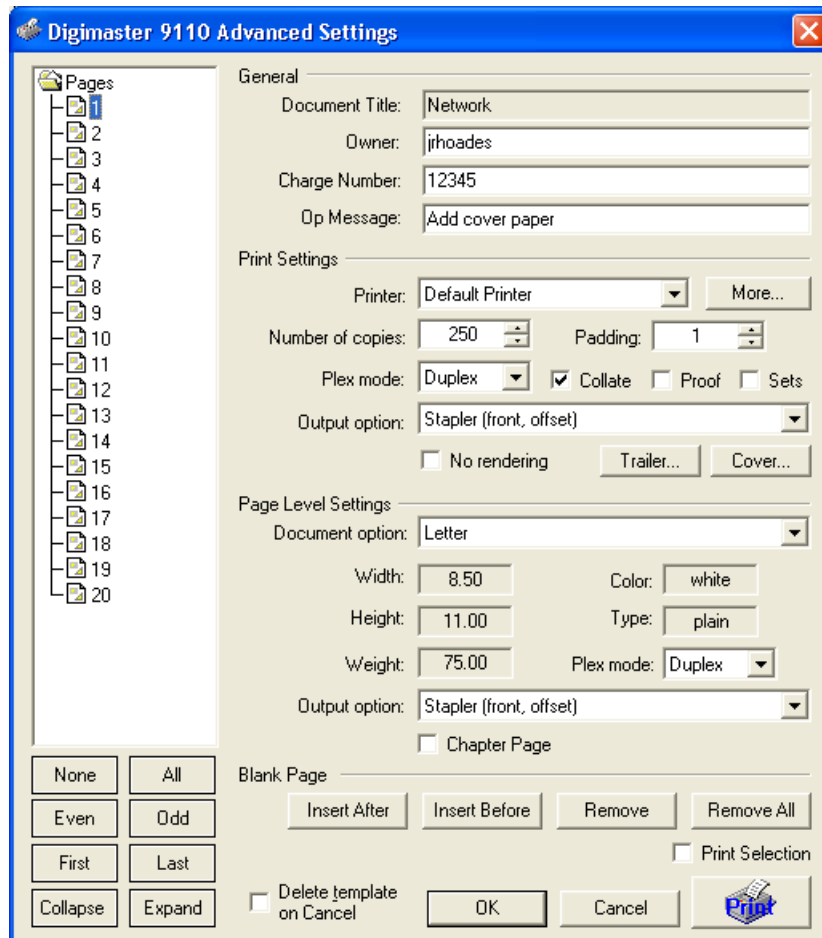 Digimaster 9110 Advanced Settings
Pages
1
2
3
4
5
6
7
8
9
10
11
12
13
14
15
16
17
18
19
20
None All
Even Odd
First Last
Collapse Expand
General
Document Title: Network
Owner: jrhoades
Charge Number: 12345
Op Message: Add cover paper
Print Settings
Printer: Default Printer More...
Number of copies: 250 Padding: 1
Plex mode: Duplex Collate Proof Sets
Output option: Stapler (front, offset)
No rendering Trailer... Cover...
Page Level Settings
Document option: Letter
Width: 8.50 Color: white
Height: 11.00 Type: plain
Weight: 75.00 Plex mode: Duplex
Output option: Stapler (front, offset)
Chapter Page
Blank Page
Insert After Insert Before Remove Remove All
Print Selection
Delete template
on Cancel
OK Cancel Print